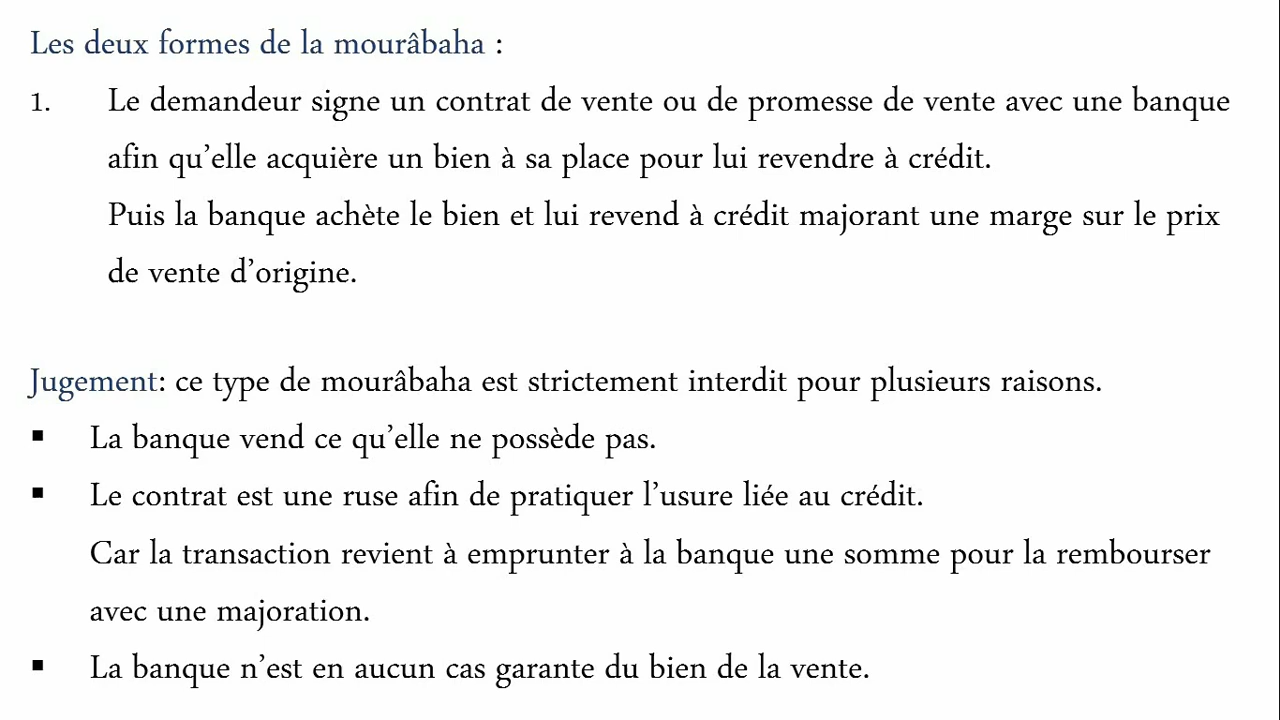 Les deux formes de la mourâbaha :
1. Le demandeur signe un contrat de vente ou de promesse de vente avec une banque
afin qu’elle acquière un bien à sa place pour lui revendre à crédit.
Puis la banque achète le bien et lui revend à crédit majorant une marge sur le prix
de vente d’origine.
Jugement: ce type de mourâbaha est strictement interdit pour plusieurs raisons.
▪ La banque vend ce qu’elle ne possède pas.
▪ Le contrat est une ruse afin de pratiquer l’usure liée au crédit.
Car la transaction revient à emprunter à la banque une somme pour la rembourser
avec une majoration.
▪ La banque n’est en aucun cas garante du bien de la vente.